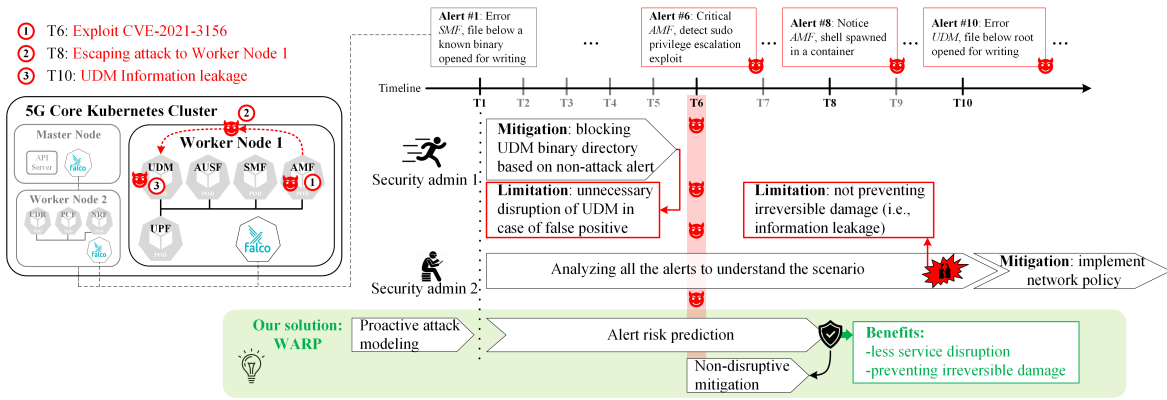 1 T6: Exploit CVE-2021-3156
2 T8: Escaping attack to Worker Node 1
3 T10: UDM Information leakage
5G Core Kubernetes Cluster
Master Node
API
Server
falco
Worker Node 2
UDR PCF NRF
falco
2
Worker Node 1
UDM AUSF SMF AMF
3
1
POD POD POD
UPF
POD
falco
Alert #1: Error
SMF, file below a
known binary
opened for writing
...
Alert #6: Critical
AMF, detect sudo
privilege escalation
exploit
...
Alert #8: Notice
AMF, shell spawned
in a container
...
Alert #10: Error
UDM, file below root
opened for writing
...
Timeline
T1 T2 T3 T4 T5 T6 T7 T8 T9 T10
Security admin 1
Mitigation: blocking
UDM binary directory
based on non-attack alert
Limitation: unnecessary
disruption of UDM in
case of false positive
Limitation: not preventing
irreversible damage (i.e.,
information leakage)
Security admin 2
Analyzing all the alerts to understand the scenario
Mitigation: implement
network policy
Our solution:
WARP
Proactive attack
modeling
Alert risk prediction
Non-disruptive
mitigation
Benefits:
-less service disruption
-preventing irreversible damage